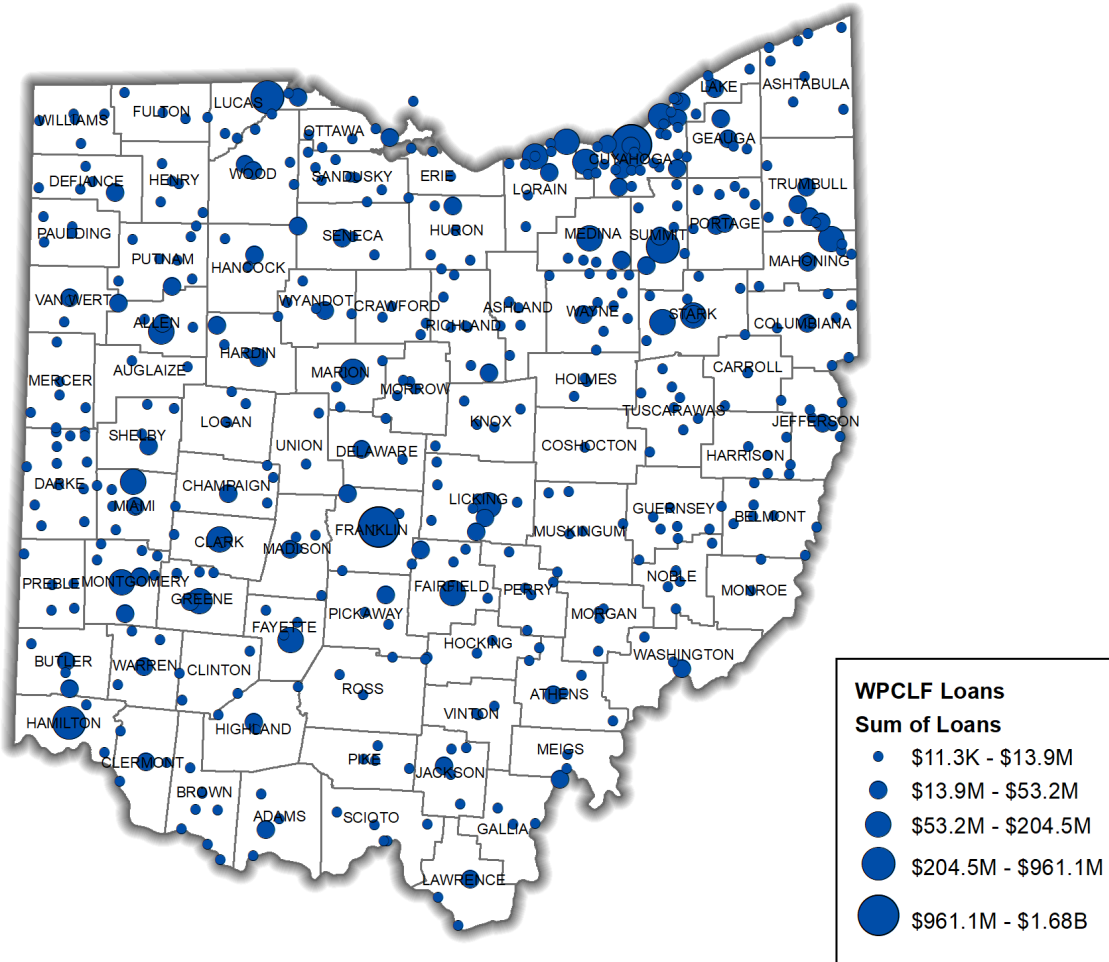 LAKE
ASHTABULA
LUCAS
FULTON
WILLIAMS
OTTAWA
GEAUGA
CUYAHOGA
WOOD
SANDUSKY
ERIE
DEFIANCE
HENRY
LORAIN
TRUMBULL
PORTAGE
PAULDING
SENECA
HURON
MEDINA
SUMMIT
PUTNAM
HANCOCK
MAHONING
VAN WERT
WYANDOT
CRAWFORD
ASHLAND
WAYNE
STARK
ALLEN
RICHLAND
COLUMBIANA
HARDIN
AUGLAIZE
MARION
CARROLL
MERCER
HOLMES
MORROW
TUSCARAWAS
LOGAN
KNOX
JEFFERSON
SHELBY
UNION
DELAWARE
COSHOCTON
HARRISON
DARKE
CHAMPAIGN
LICKING
MIAMI
GUERNSEY
BELMONT
FRANKLIN
MUSKINGUM
CLARK
MADISON
PREBLE
MONTGOMERY
FAIRFIELD
PERRY
NOBLE
MONROE
GREENE
PICKAWAY
MORGAN
FAYETTE
HOCKING
WASHINGTON
BUTLER
WARREN
CLINTON
ROSS
ATHENS
VINTON
HAMILTON
HIGHLAND
MEIGS
CLERMONT
PIKE
JACKSON
BROWN
ADAMS
SCIOTO
GALLIA
LAWRENCE
WPCLF Loans
Sum of Loans
$11.3K - $13.9M
$13.9M - $53.2M
$53.2M - $204.5M
$204.5M - $961.1M
$961.1M - $1.68B